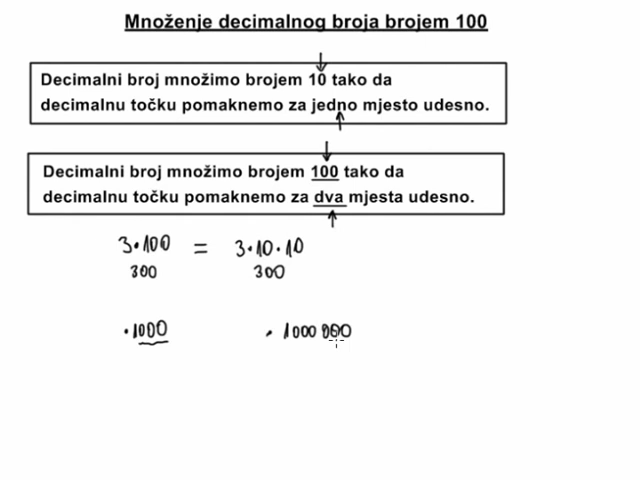 Množenje decimalnog broja brojem 100
Decimalni broj množimo brojem 10 tako da
decimalnu točku pomaknemo za jedno mjesto udesno.
Decimalni broj množimo brojem 100 tako da
decimalnu točku pomaknemo za dva mjesta udesno.
3·100 = 3·10·10
300 300
·1000 ·1000000